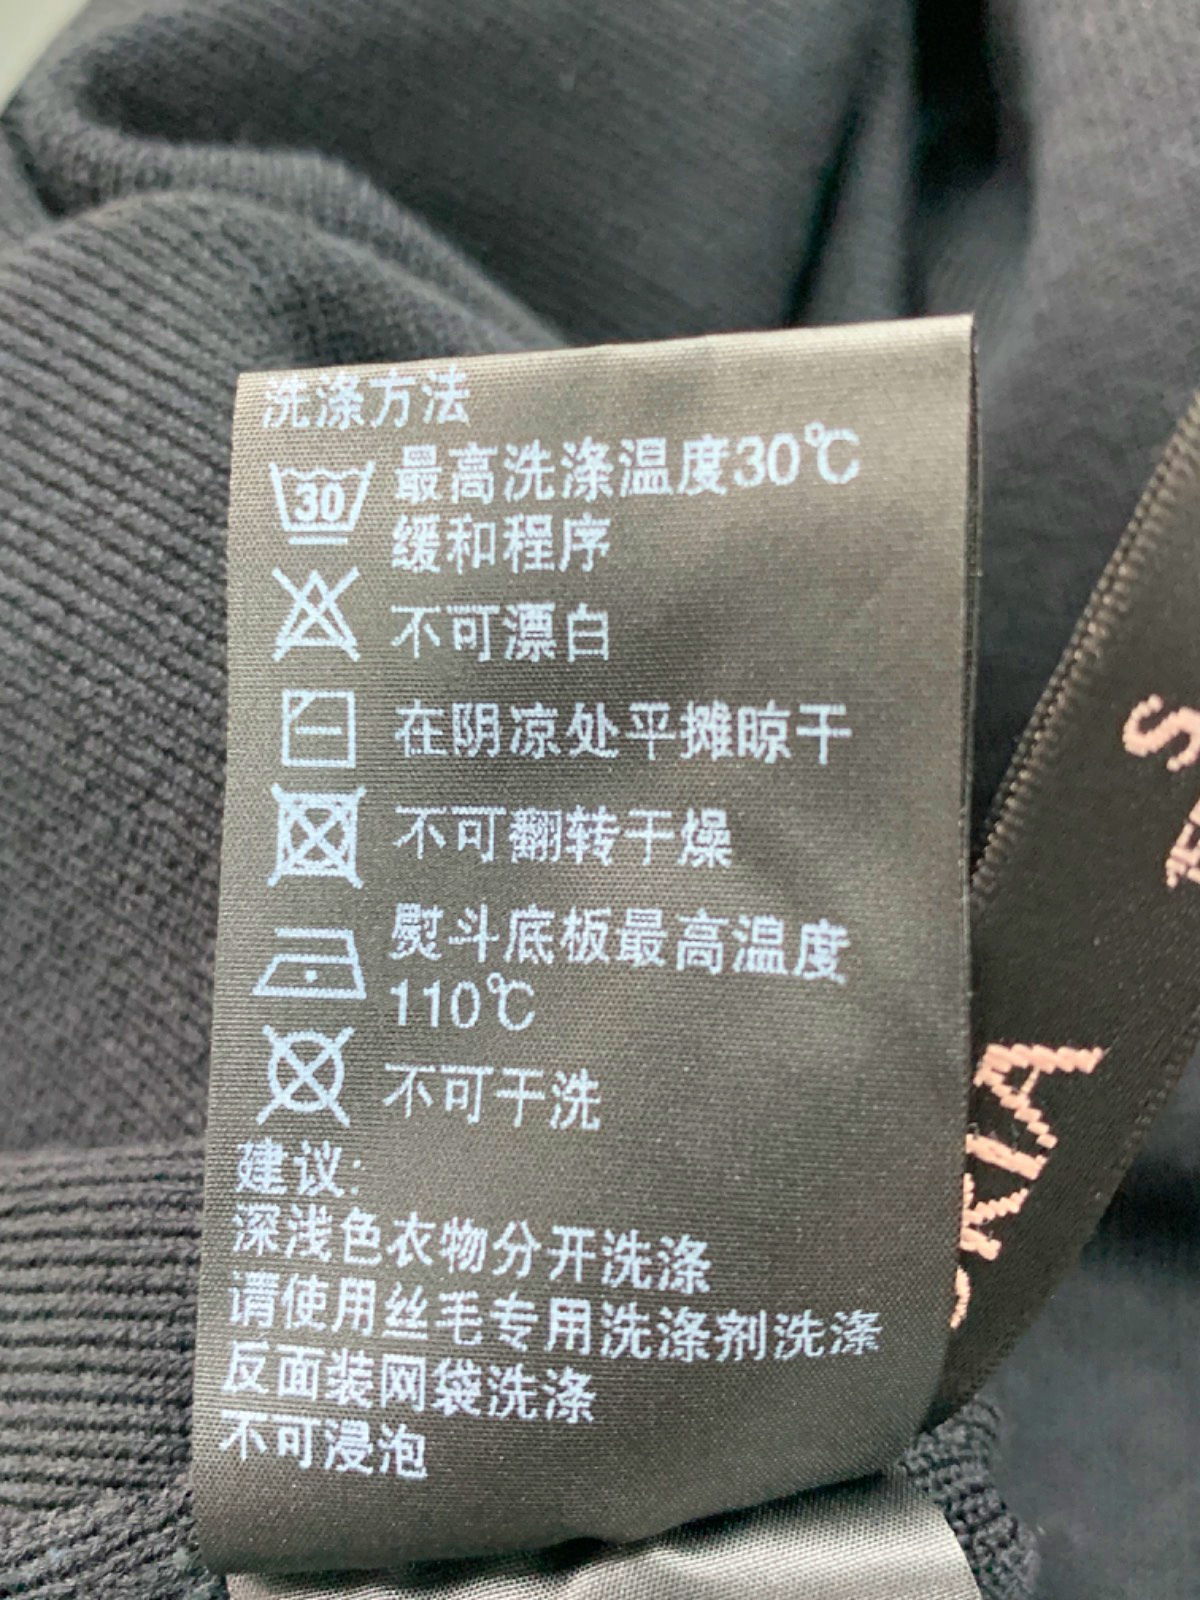 洗涤方法
30 最高洗涤温度30℃
缓和程序
不可漂白
在阴凉处平摊晾干
不可翻转干燥
熨斗底板最高温度
110℃
不可干洗
建议:
深浅色衣物分开洗涤
请使用丝毛专用洗涤剂洗涤
反面装网袋洗涤
不可浸泡